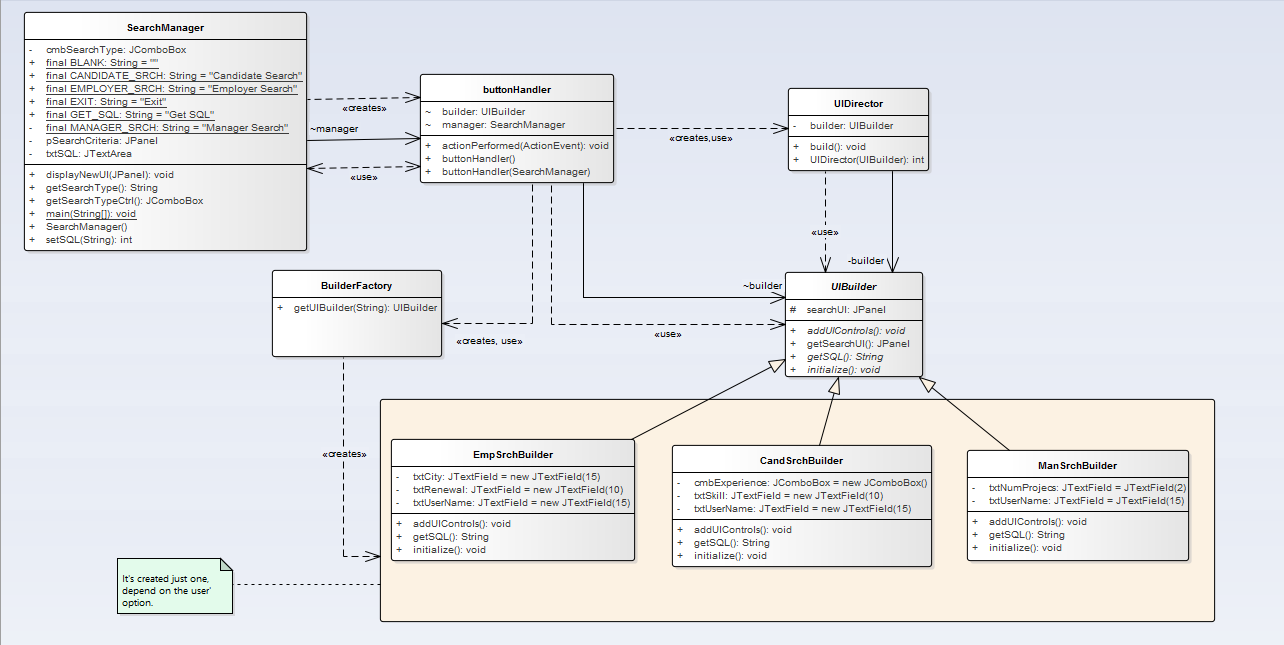 SearchManager
- cmbSearchType: JComboBox
+ final BLANK: String = ""
+ final CANDIDATE_SRCH: String = "Candidate Search"
+ final EMPLOYER_SRCH: String = "Employer Search"
+ final EXIT: String = "Exit"
+ final GET_SQL: String = "Get SQL"
- final MANAGER_SRCH: String = "Manager Search"
- pSearchCriteria: JPanel
- txtSQL: JTextArea
+ displayNewUI(JPanel): void
+ getSearchType(): String
+ getSearchTypeCtrl(): JComboBox
+ main(String[]): void
+ SearchManager()
+ setSQL(String): int
«creates»
~manager
«use»
buttonHandler
~ builder: UIBuilder
~ manager: SearchManager
+ actionPerformed(ActionEvent): void
+ buttonHandler()
+ buttonHandler(SearchManager)
«creates,use»
UIDirector
- builder: UIBuilder
+ build(): void
+ UIDirector(UIBuilder): int
«use»
-builder
~builder
BuilderFactory
+ getUIBuilder(String): UIBuilder
«creates, use»
«use»
UIBuilder
# searchUI: JPanel
+ addUIControls(): void
+ getSearchUI(): JPanel
+ getSQL(): String
+ initialize(): void
«creates»
EmpSrchBuilder
- txtCity: JTextField = new JTextField(15)
- txtRenewal: JTextField = new JTextField(10)
- txtUserName: JTextField = new JTextField(15)
+ addUIControls(): void
+ getSQL(): String
+ initialize(): void
CandSrchBuilder
- cmbExperience: JComboBox = new JComboBox()
- txtSkill: JTextField = new JTextField(10)
- txtUserName: JTextField = new JTextField(15)
+ addUIControls(): void
+ getSQL(): String
+ initialize(): void
ManSrchBuilder
- txtNumProjecs: JTextField = new JTextField(2)
- txtUserName: JTextField = new JTextField(15)
+ addUIControls(): void
+ getSQL(): String
+ initialize(): void
It's created just one,
depend on the user'
option.